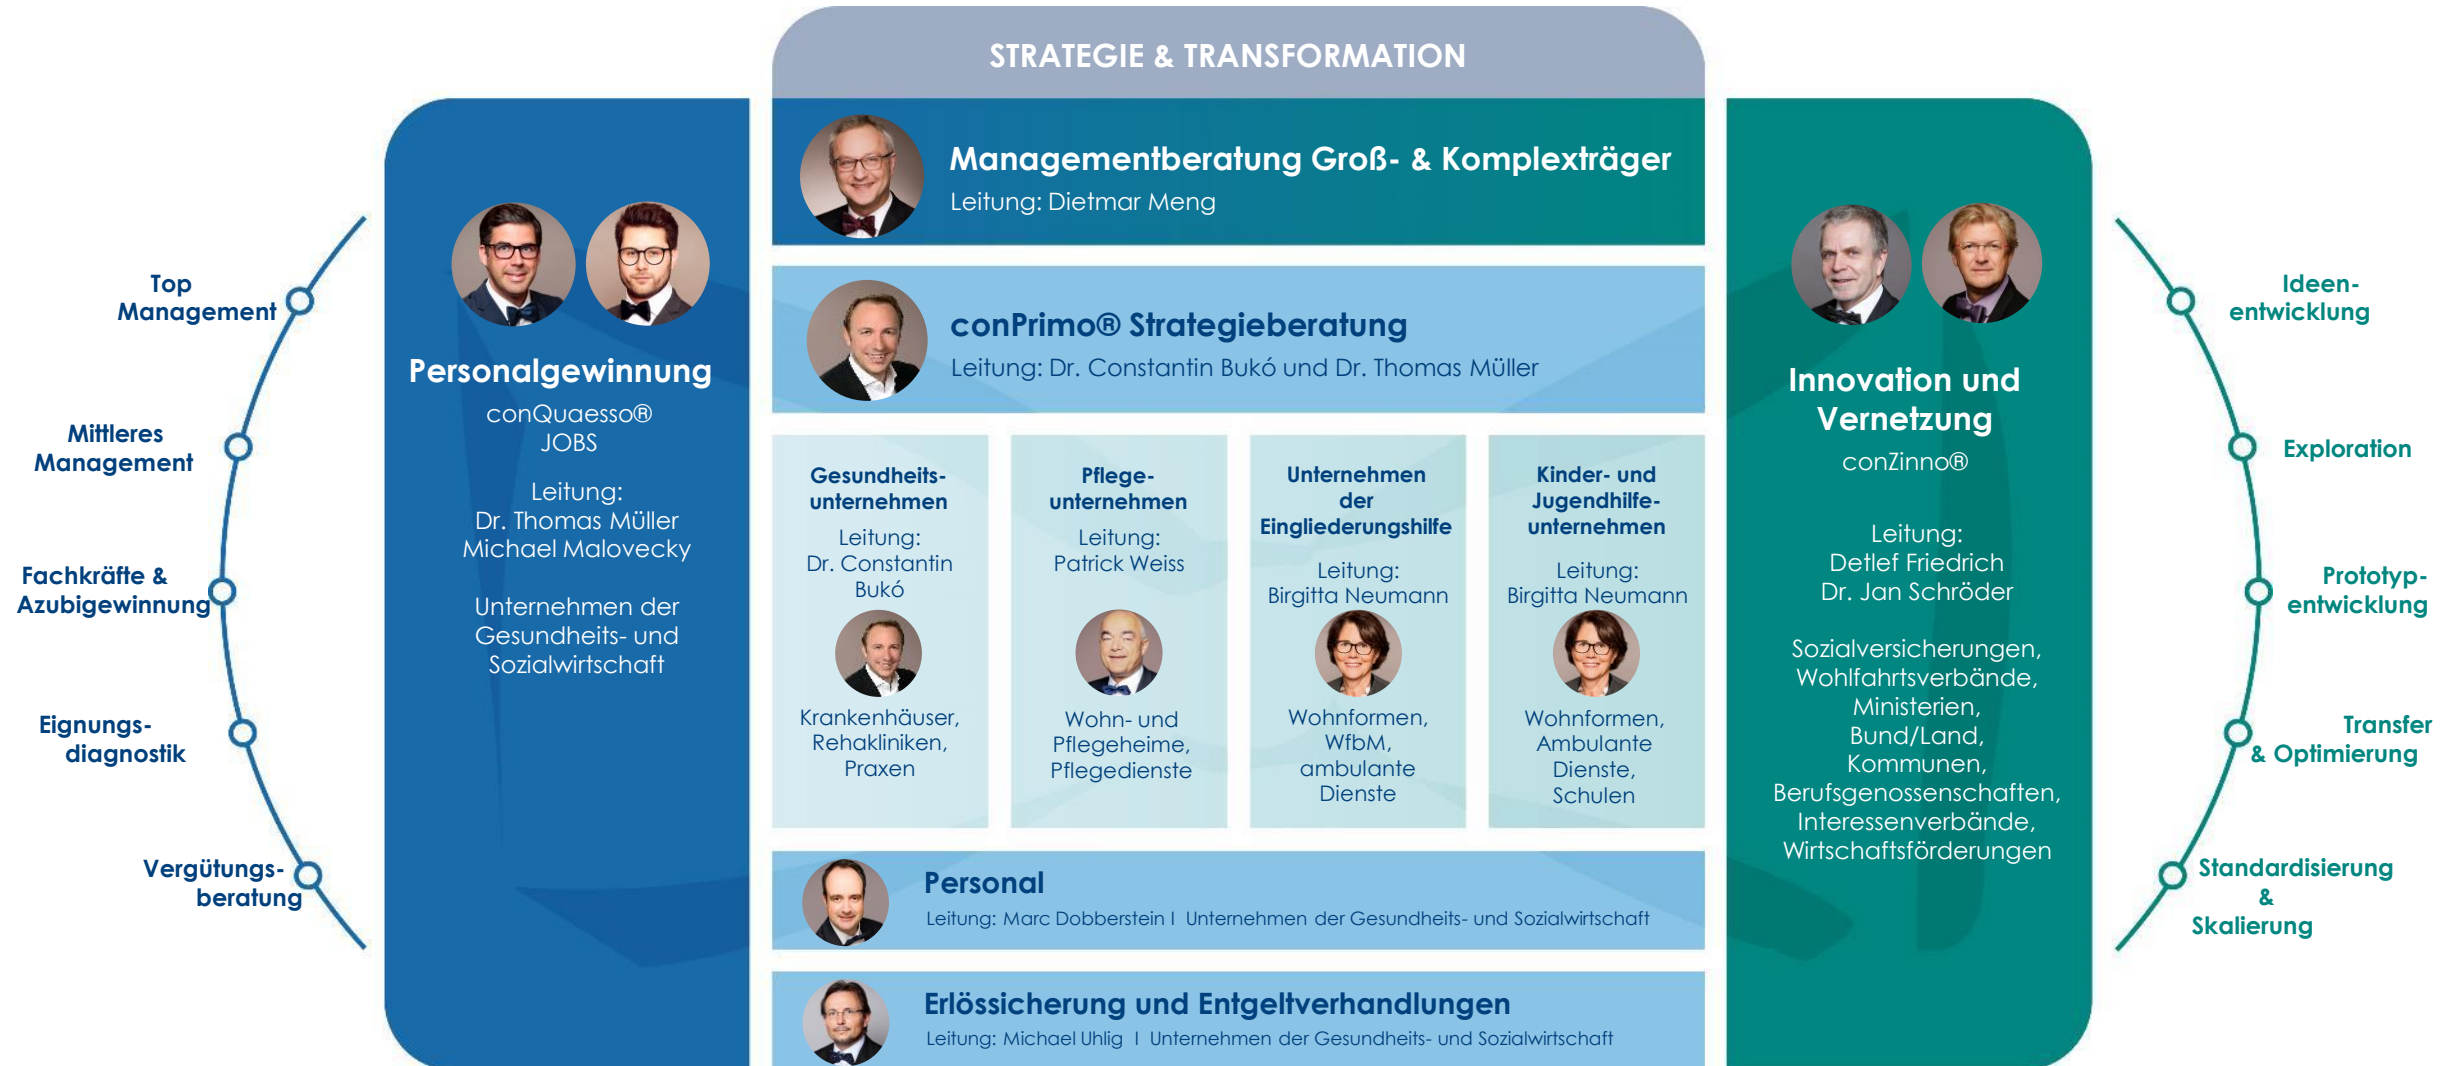 STRATEGIE & TRANSFORMATION
Managementberatung Groß- & Komplexträger
Leitung: Dietmar Meng
conPrimo® Strategieberatung
Leitung: Dr. Constantin Bukó und Dr. Thomas Müller
Top
Management
Mittleres
Management
Fachkräfte &
Azubigewinnung
Eignungs-
diagnostik
Vergütungs-
beratung
Personalgewinnung
conQuaesso®
JOBS
Leitung:
Dr. Thomas Müller
Michael Malovecky
Unternehmen der
Gesundheits- und
Sozialwirtschaft
Gesundheits-
unternehmen
Leitung:
Dr. Constantin
Bukó
Krankenhäuser,
Rehakliniken,
Praxen
Pflege-
unternehmen
Leitung:
Patrick Weiss
Wohn- und
Pflegeheime,
Pflegedienste
Unternehmen
der
Eingliederungshilfe
Leitung:
Birgitta Neumann
Wohnformen,
WfbM,
ambulante
Dienste
Kinder- und
Jugendhilfe-
unternehmen
Leitung:
Birgitta Neumann
Wohnformen,
Ambulante
Dienste,
Schulen
Personal
Leitung: Marc Dobberstein I Unternehmen der Gesundheits- und Sozialwirtschaft
Erlössicherung und Entgeltverhandlungen
Leitung: Michael Uhlig I Unternehmen der Gesundheits- und Sozialwirtschaft
Innovation und
Vernetzung
conZinno®
Leitung:
Detlef Friedrich
Dr. Jan Schröder
Sozialversicherungen,
Wohlfahrtsverbände,
Ministerien,
Bund/Land,
Kommunen,
Berufsgenossenschaften,
Interessenverbände,
Wirtschaftsförderungen
Ideen-
entwicklung
Exploration
Prototyp-
entwicklung
Transfer
& Optimierung
Standardisierung
&
Skalierung